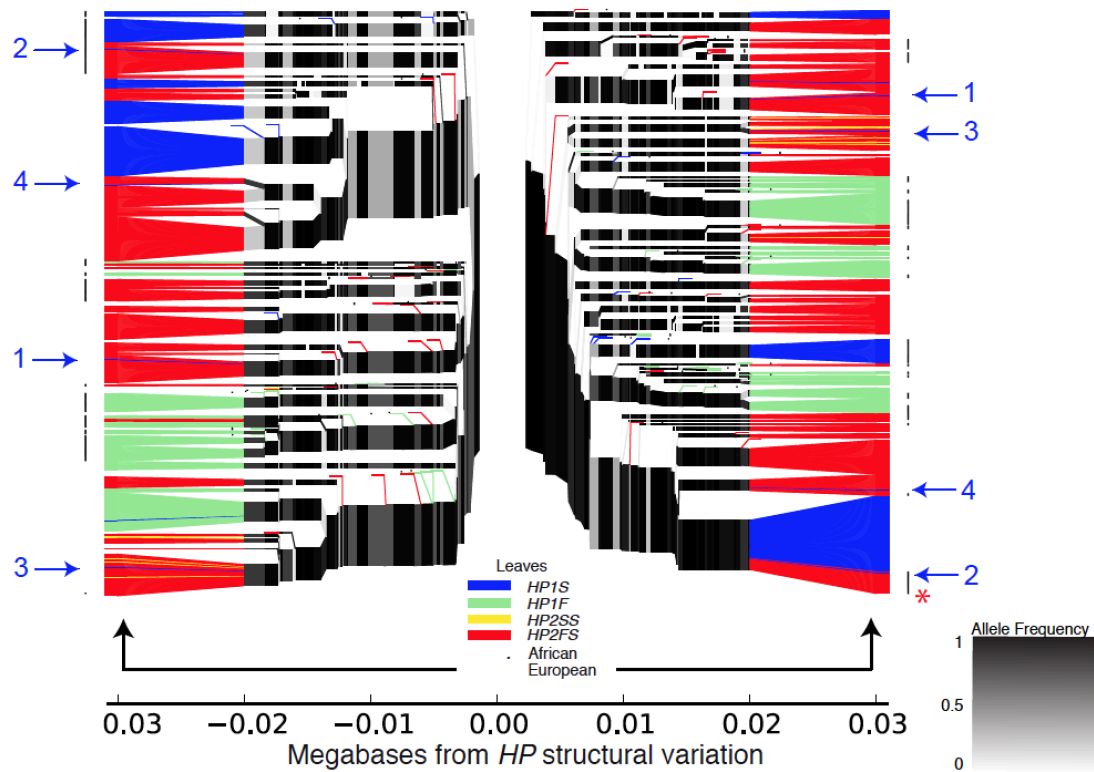 2
1
3
4
1
4
3
2
*
Leaves
HP1S
HP1F
HP2SS
HP2FS
African
European
Allele Frequency
1
0.5
0
0.03 -0.02 -0.01 0.00 0.01 0.02 0.03
Megabases from HP structural variation